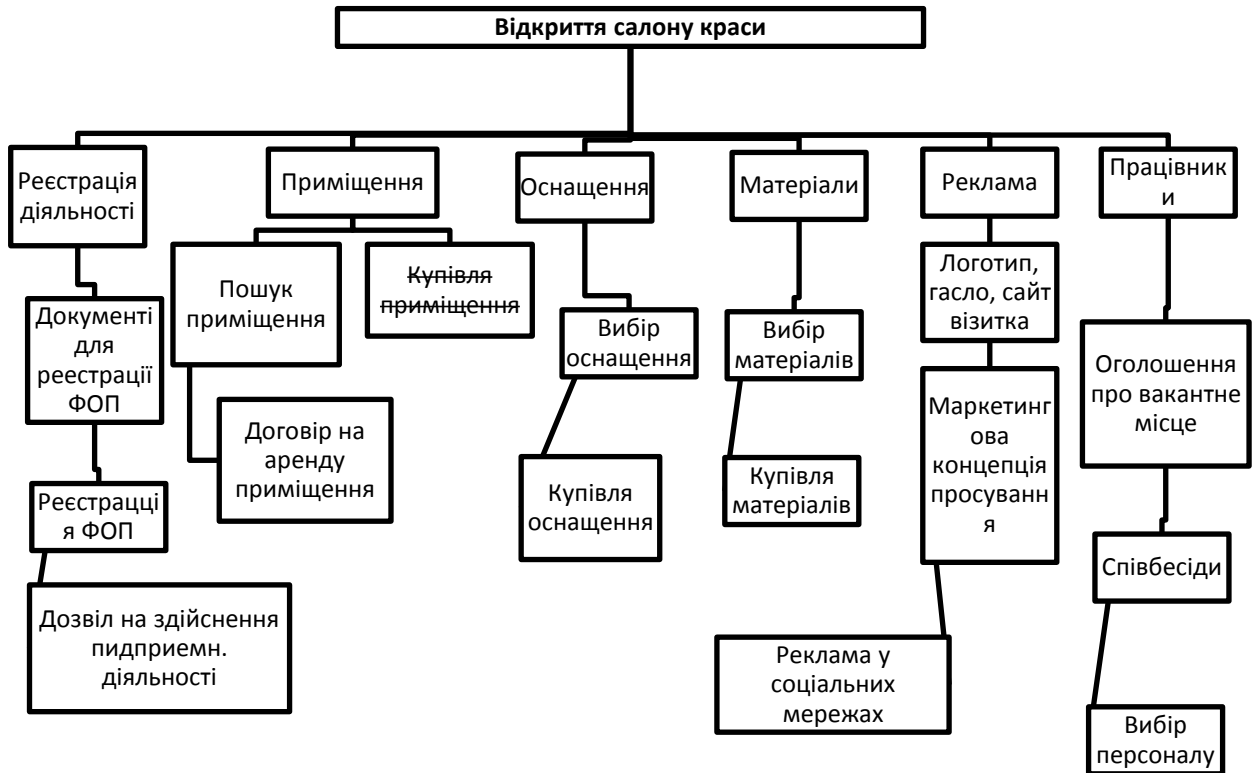 Відкриття салону краси
Реєстрація
діяльності
Приміщення
Оснащення
Матеріали
Реклама
Працівник
и
Пошук
приміщення
Купівля
приміщення
Логотип,
гасло, сайт
візитка
Документі
для
реестрації
ФОП
Вибір
оснащення
Вибір
матеріалів
Оголошення
про вакантне
місце
Маркетинг
ова
концепція
просуванн
я
Договір на
аренду
приміщення
Реєстрацці
я ФОП
Купівля
оснащення
Купівля
матеріалів
Співбесіди
Дозвіл на здійснення
пидприемн.
діяльності
Реклама у
соціальних
мережах
Вибір
персоналу